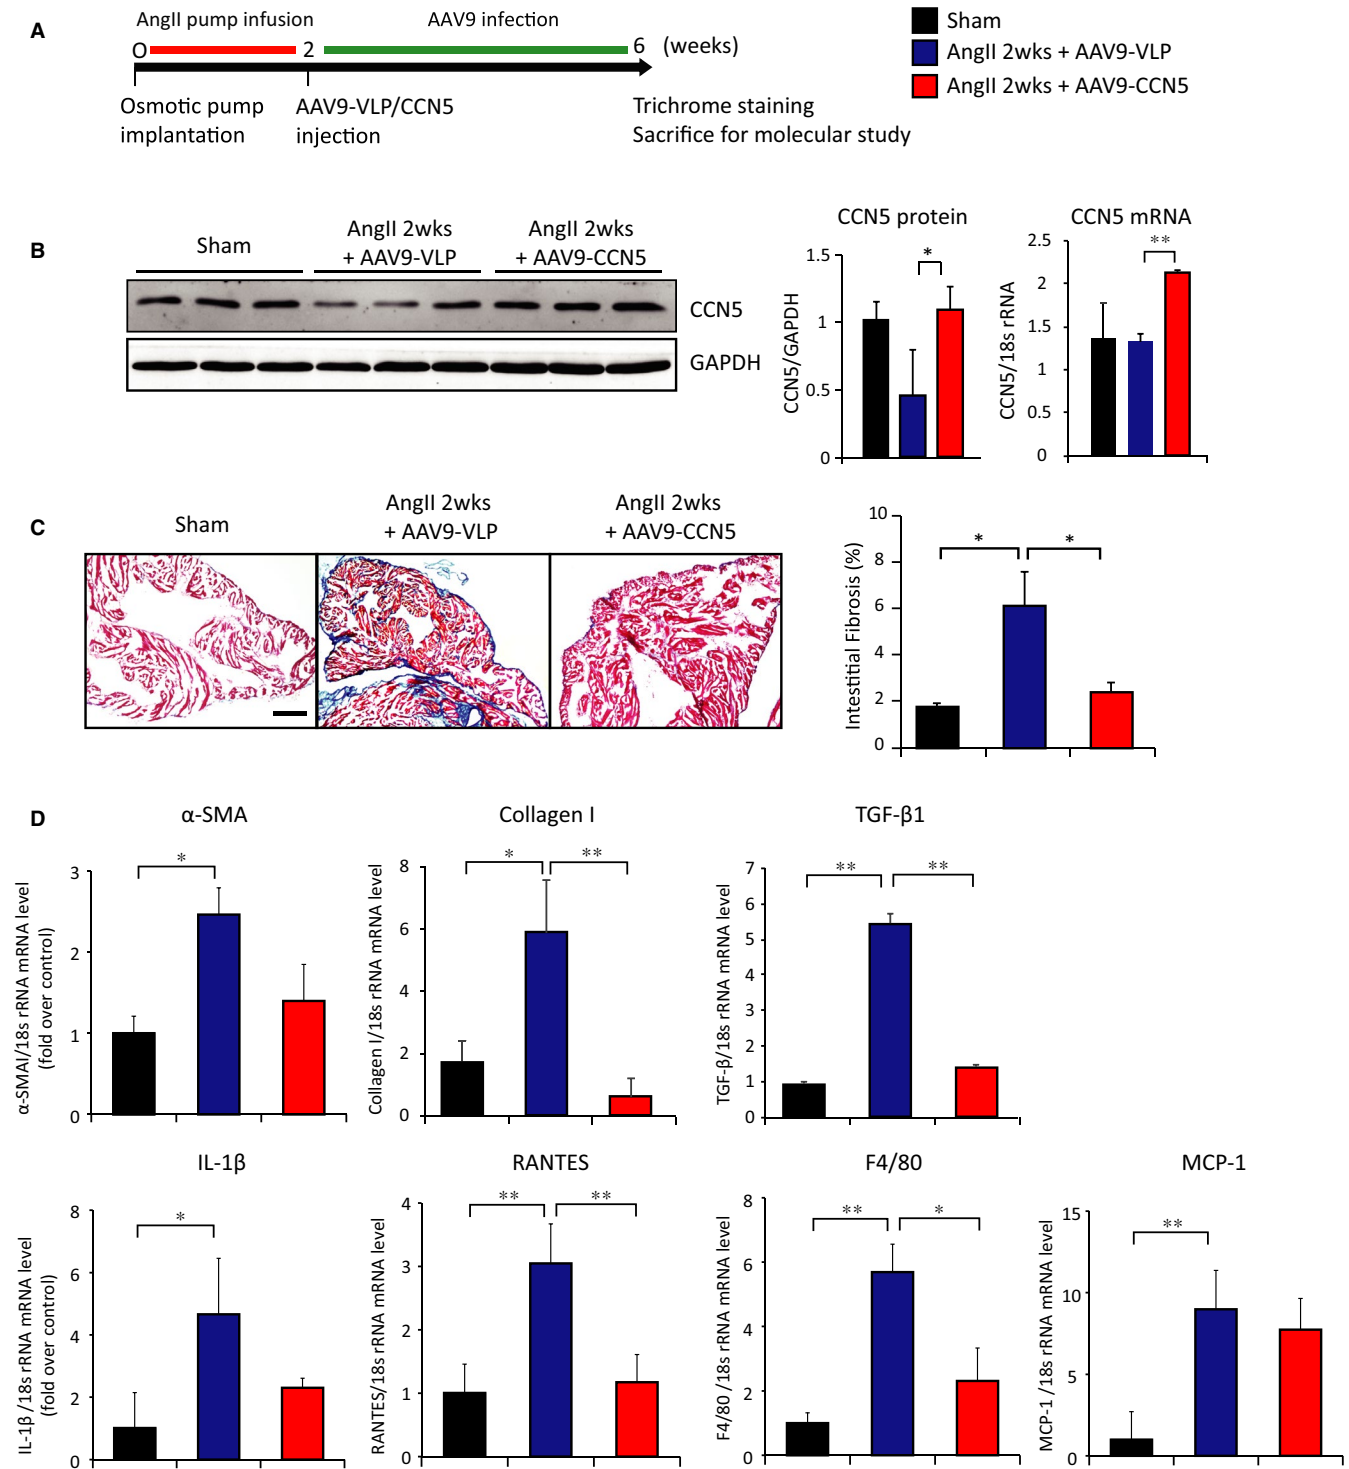 A
AngII pump infusion
AAV9 infection
O
2
6 (weeks)
Osmotic pump
implantation
AAV9-VLP/CCN5
injection
Trichrome staining
Sacrifice for molecular study
Sham
AngII 2wks + AAV9-VLP
AngII 2wks + AAV9-CCN5
B
Sham
AngII 2wks
+ AAV9-VLP
AngII 2wks
+ AAV9-CCN5
CCN5
GAPDH
CCN5 protein
CCN5/GAPDH
1.5
1
0.5
0
*
CCN5 mRNA
CCN5/18s rRNA
2.5
2
1.5
1
0.5
0
**
C
Sham
AngII 2wks
+ AAV9-VLP
AngII 2wks
+ AAV9-CCN5
Intestitial Fibrosis (%)
10
8
6
4
2
0
*
*
D
α-SMA
α-SMAI/18s rRNA mRNA level
(fold over control)
3
2
1
0
*
Collagen I
Collagen I/18s rRNA mRNA level
8
6
4
2
0
*
**
TGF-β1
TGF-β/18s rRNA mRNA level
7
6
5
4
3
2
1
0
**
**
IL-1β
IL-1β /18s rRNA mRNA level
(fold over control)
8
6
4
2
0
*
RANTES
RANTES/18s rRNA mRNA level
4
3
2
1
0
**
**
F4/80
F4/80 /18s rRNA mRNA level
8
6
4
2
0
**
*
MCP-1
MCP-1 /18s rRNA mRNA level
15
10
5
0
**